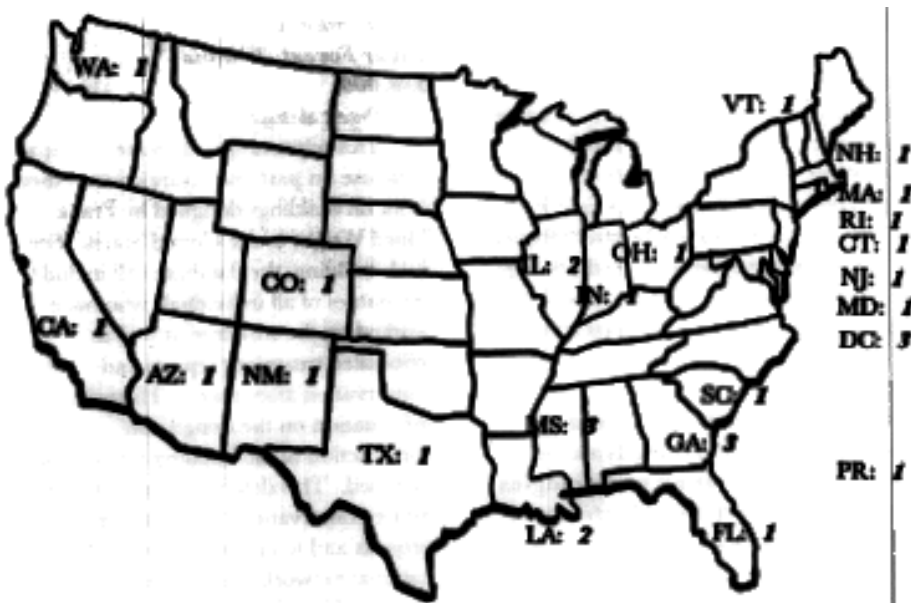 WA: 1
VT: 1
NH: 1
MA: 1
RI: 1
CT: 1
OH: 1
IL: 2
NJ: 1
CO: 1
IN: 1
MD: 1
CA: 1
DC: 3
AZ: 1
NM: 1
SC: 1
MS: 3
GA: 3
TX: 1
PR: 1
LA: 2
FL: 1